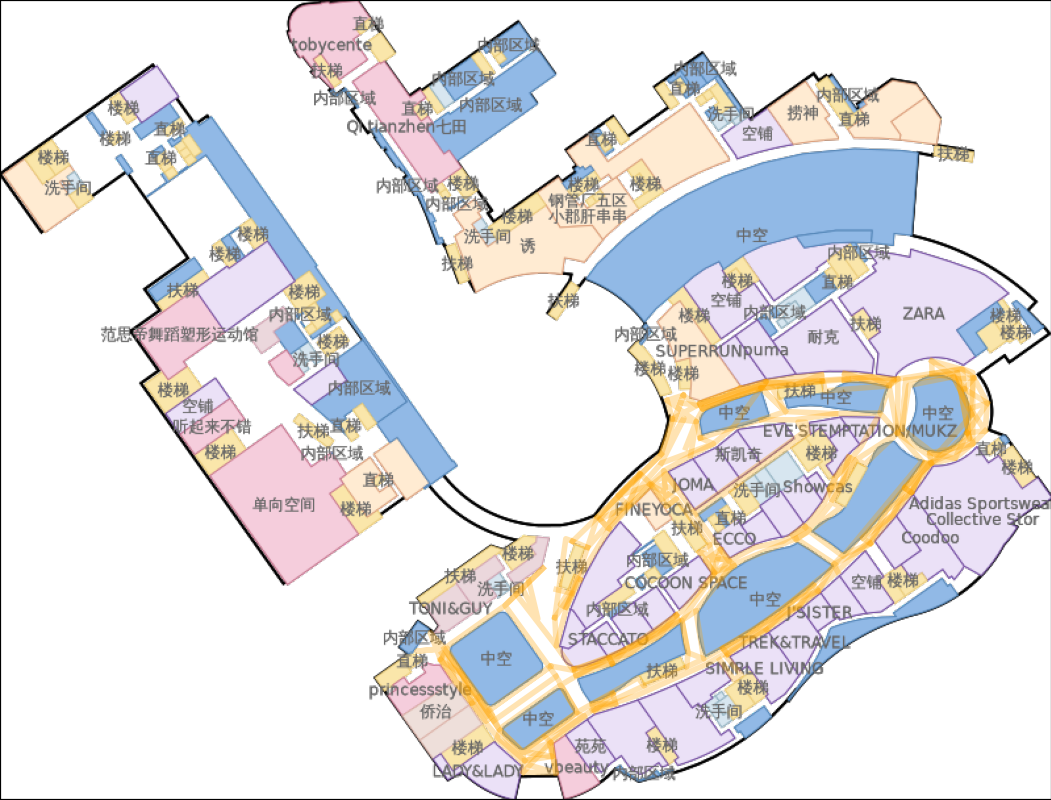 直梯
tobycente
扶梯
内部区域
内部区域
内部区域
直梯
内部区域
Qi tianzhen七田
内部区域
楼梯
内部区域
洗手间
楼梯
诱
扶梯
扶梯
直梯
楼梯
钢管厂五区
小郡肝串串
楼梯
内部区域
直梯
洗手间
空铺
捞神
内部区域
直梯
扶梯
楼梯
楼梯
直梯
直梯
楼梯
洗手间
楼梯
楼梯
扶梯
楼梯
内部区域
范思蒂舞蹈塑形运动馆
楼梯
洗手间
内部区域
楼梯
空铺
听起来不错
楼梯
扶梯
直梯
内部区域
直梯
单向空间
楼梯
中空
内部区域
楼梯
直梯
空铺
楼梯
内部区域
内部区域
耐克
扶梯
ZARA
楼梯
楼梯
SUPERRUN
puma
楼梯
楼梯
扶梯
中空
中空
中空
EVE'STEMPTATION
MUKZ
斯凯奇
楼梯
直梯
楼梯
JOMA
洗手间
Showcas
FINEYOCA
直梯
扶梯
ECCO
Adidas Sportswea
Collective Stor
Coodoo
楼梯
扶梯
扶梯
洗手间
内部区域
COCOON SPACE
空铺
楼梯
TONI&GUY
内部区域
中空
J'SISTER
内部区域
STACCATO
TREK&TRAVEL
直梯
中空
扶梯
SIMPLE LIVING
princessstyle
楼梯
侨治
中空
洗手间
楼梯
苑苑
楼梯
LADY&LADY
vbeauty
内部区域